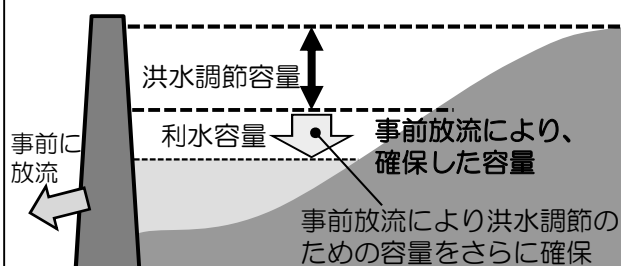 洪水調節容量
利水容量
事前に
放流
事前放流により、
確保した容量
事前放流により洪水調節の
ための容量をさらに確保